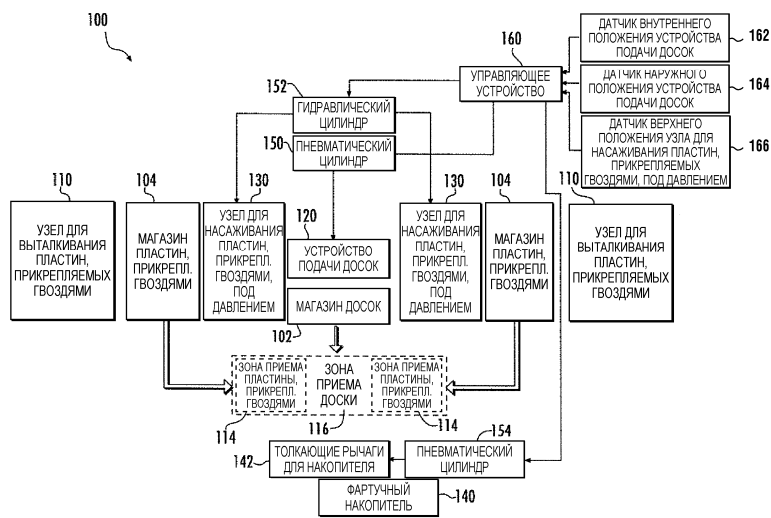 100
160
УПРАВЛЯЮЩЕЕ
УСТРОЙСТВО
ДАТЧИК ВНУТРЕННЕГО
ПОЛОЖЕНИЯ УСТРОЙСТВА
ПОДАЧИ ДОСОК
162
ДАТЧИК НАРУЖНОГО
ПОЛОЖЕНИЯ УСТРОЙСТВА
ПОДАЧИ ДОСОК
164
ДАТЧИК ВЕРХНЕГО
ПОЛОЖЕНИЯ УЗЛА ДЛЯ
НАСАЖИВАНИЯ ПЛАСТИН,
ПРИКРЕПЛЯЕМЫХ
ГВОЗДЯМИ, ПОД ДАВЛЕНИЕМ
166
152
ГИДРАВЛИЧЕСКИЙ
ЦИЛИНДР
150
ПНЕВМАТИЧЕСКИЙ
ЦИЛИНДР
110
УЗЕЛ ДЛЯ
ВЫТАЛКИВАНИЯ
ПЛАСТИН,
ПРИКРЕПЛЯЕМЫХ
ГВОЗДЯМИ
104
МАГАЗИН
ПЛАСТИН,
ПРИКРЕПЛ.
ГВОЗДЯМИ
130
УЗЕЛ ДЛЯ
НАСАЖИВАНИЯ
ПЛАСТИН,
ПРИКРЕПЛ.
ГВОЗДЯМИ,
ПОД
ДАВЛЕНИЕМ
120
УСТРОЙСТВО
ПОДАЧИ ДОСОК
МАГАЗИН ДОСОК
102
130
УЗЕЛ ДЛЯ
НАСАЖИВАНИЯ
ПЛАСТИН,
ПРИКРЕПЛ.
ГВОЗДЯМИ,
ПОД
ДАВЛЕНИЕМ
104
МАГАЗИН
ПЛАСТИН,
ПРИКРЕПЛ.
ГВОЗДЯМИ
110
УЗЕЛ ДЛЯ
ВЫТАЛКИВАНИЯ
ПЛАСТИН,
ПРИКРЕПЛЯЕМЫХ
ГВОЗДЯМИ
ЗОНА ПРИЕМА
ПЛАСТИНЫ,
ПРИКРЕПЛ.
ГВОЗДЯМИ
114
ЗОНА
ПРИЕМА
ДОСКИ
116
ЗОНА ПРИЕМА
ПЛАСТИНЫ,
ПРИКРЕПЛ.
ГВОЗДЯМИ
114
142
ТОЛКАЮЩИЕ РЫЧАГИ
ДЛЯ НАКОПИТЕЛЯ
154
ПНЕВМАТИЧЕСКИЙ
ЦИЛИНДР
ФАРТУЧНЫЙ
НАКОПИТЕЛЬ
140